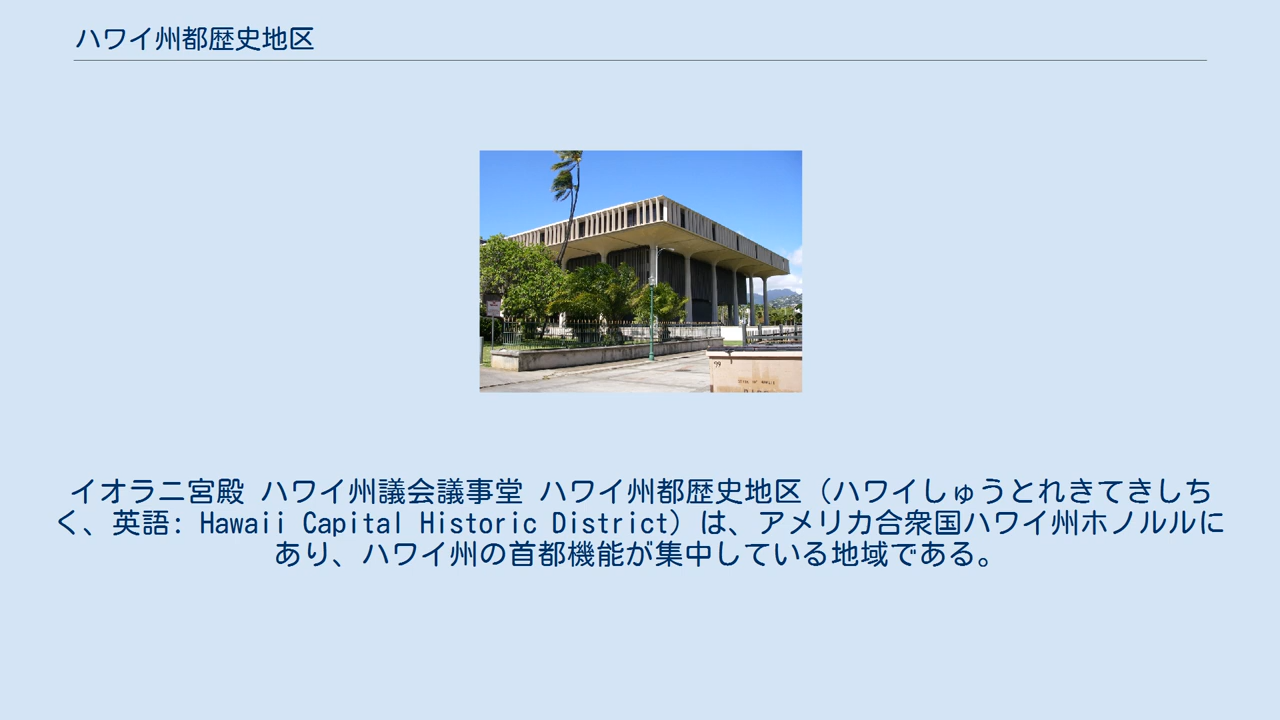 ハワイ州都歴史地区
イオラニ宮殿 ハワイ州議会議事堂 ハワイ州都歴史地区（ハワイしゅうとれきてきしち
く、英語: Hawaii Capital Historic District）は、アメリカ合衆国ハワイ州ホノルルに
あり、ハワイ州の首都機能が集中している地域である。